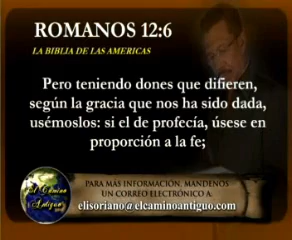 ROMANOS 12:6
LA BIBLIA DE LAS AMERICAS
Pero teniendo dones que difieren,
según la gracia que nos ha sido dada,
usémoslos: si el de profecía, úsese en
proporción a la fe;
El Camino
Antiguo
PARA MÁS INFORMACIÓN, MÁNDENOS
UN CORREO ELECTRÓNICO A:
elisoriano@elcaminoantiguo.com